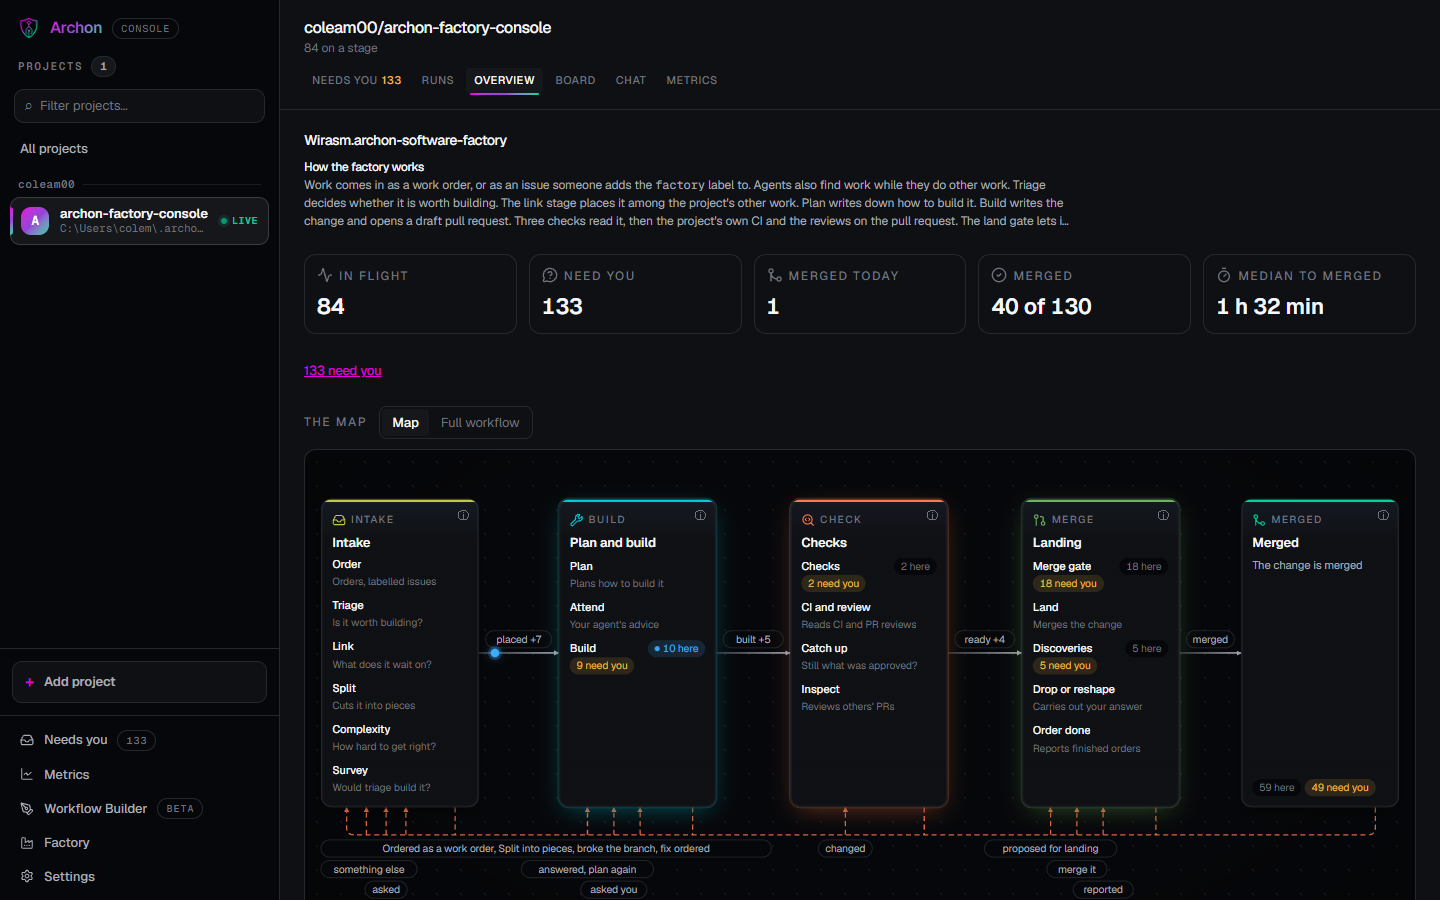 Archon CONSOLE
PROJECTS 1
Filter projects...
All projects
coleam00
A
archon-factory-console
C:\Users\colem\.archo…
LIVE
Add project
Needs you 133
Metrics
Workflow Builder BETA
Factory
Settings
coleam00/archon-factory-console
84 on a stage
NEEDS YOU 133 RUNS OVERVIEW BOARD CHAT METRICS
Wirasm.archon-software-factory
How the factory works
Work comes in as a work order, or as an issue someone adds the factory label to. Agents also find work while they do other work. Triage
decides whether it is worth building. The link stage places it among the project's other work. Plan writes down how to build it. Build writes the
change and opens a draft pull request. Three checks read it, then the project's own CI and the reviews on the pull request. The land gate lets i…
IN FLIGHT
84
NEED YOU
133
MERGED TODAY
1
MERGED
40 of 130
MEDIAN TO MERGED
1 h 32 min
133 need you
THE MAP Map Full workflow
INTAKE
Intake
Order
Orders, labelled issues
Triage
Is it worth building?
Link
What does it wait on?
Split
Cuts it into pieces
Complexity
How hard to get right?
Survey
Would triage build it?
placed +7
BUILD
Plan and build
Plan
Plans how to build it
Attend
Your agent's advice
Build 10 here
9 need you
built +5
CHECK
Checks
Checks 2 here
2 need you
CI and review
Reads CI and PR reviews
Catch up
Still what was approved?
Inspect
Reviews others' PRs
ready +4
MERGE
Landing
Merge gate 18 here
18 need you
Land
Merges the change
Discoveries 5 here
5 need you
Drop or reshape
Carries out your answer
Order done
Reports finished orders
merged
MERGED
Merged
The change is merged
59 here 49 need you
Ordered as a work order, Split into pieces, broke the branch, fix ordered
changed
proposed for landing
something else
answered, plan again
merge it
asked
asked you
reported